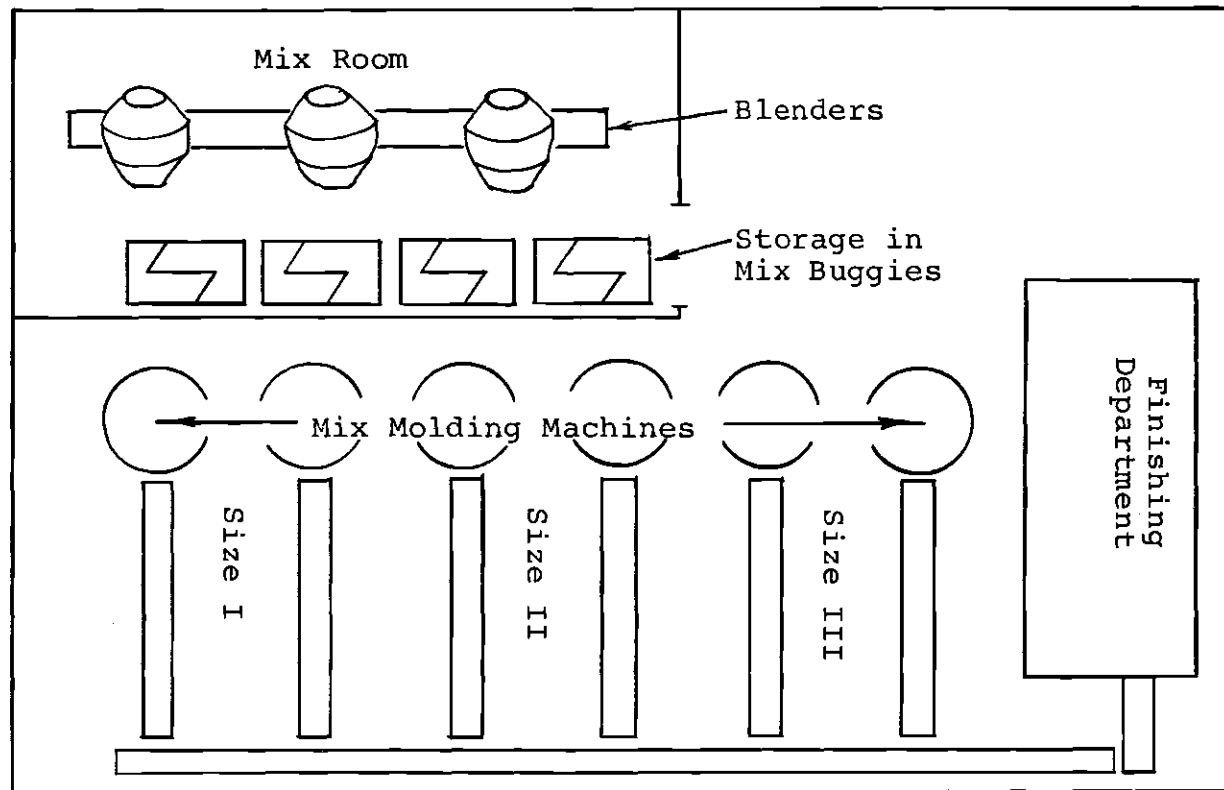 Mix Room
Blenders
Storage in
Mix Buggies
Mix Molding Machines
Size I
Size II
Size III
Finishing
Department